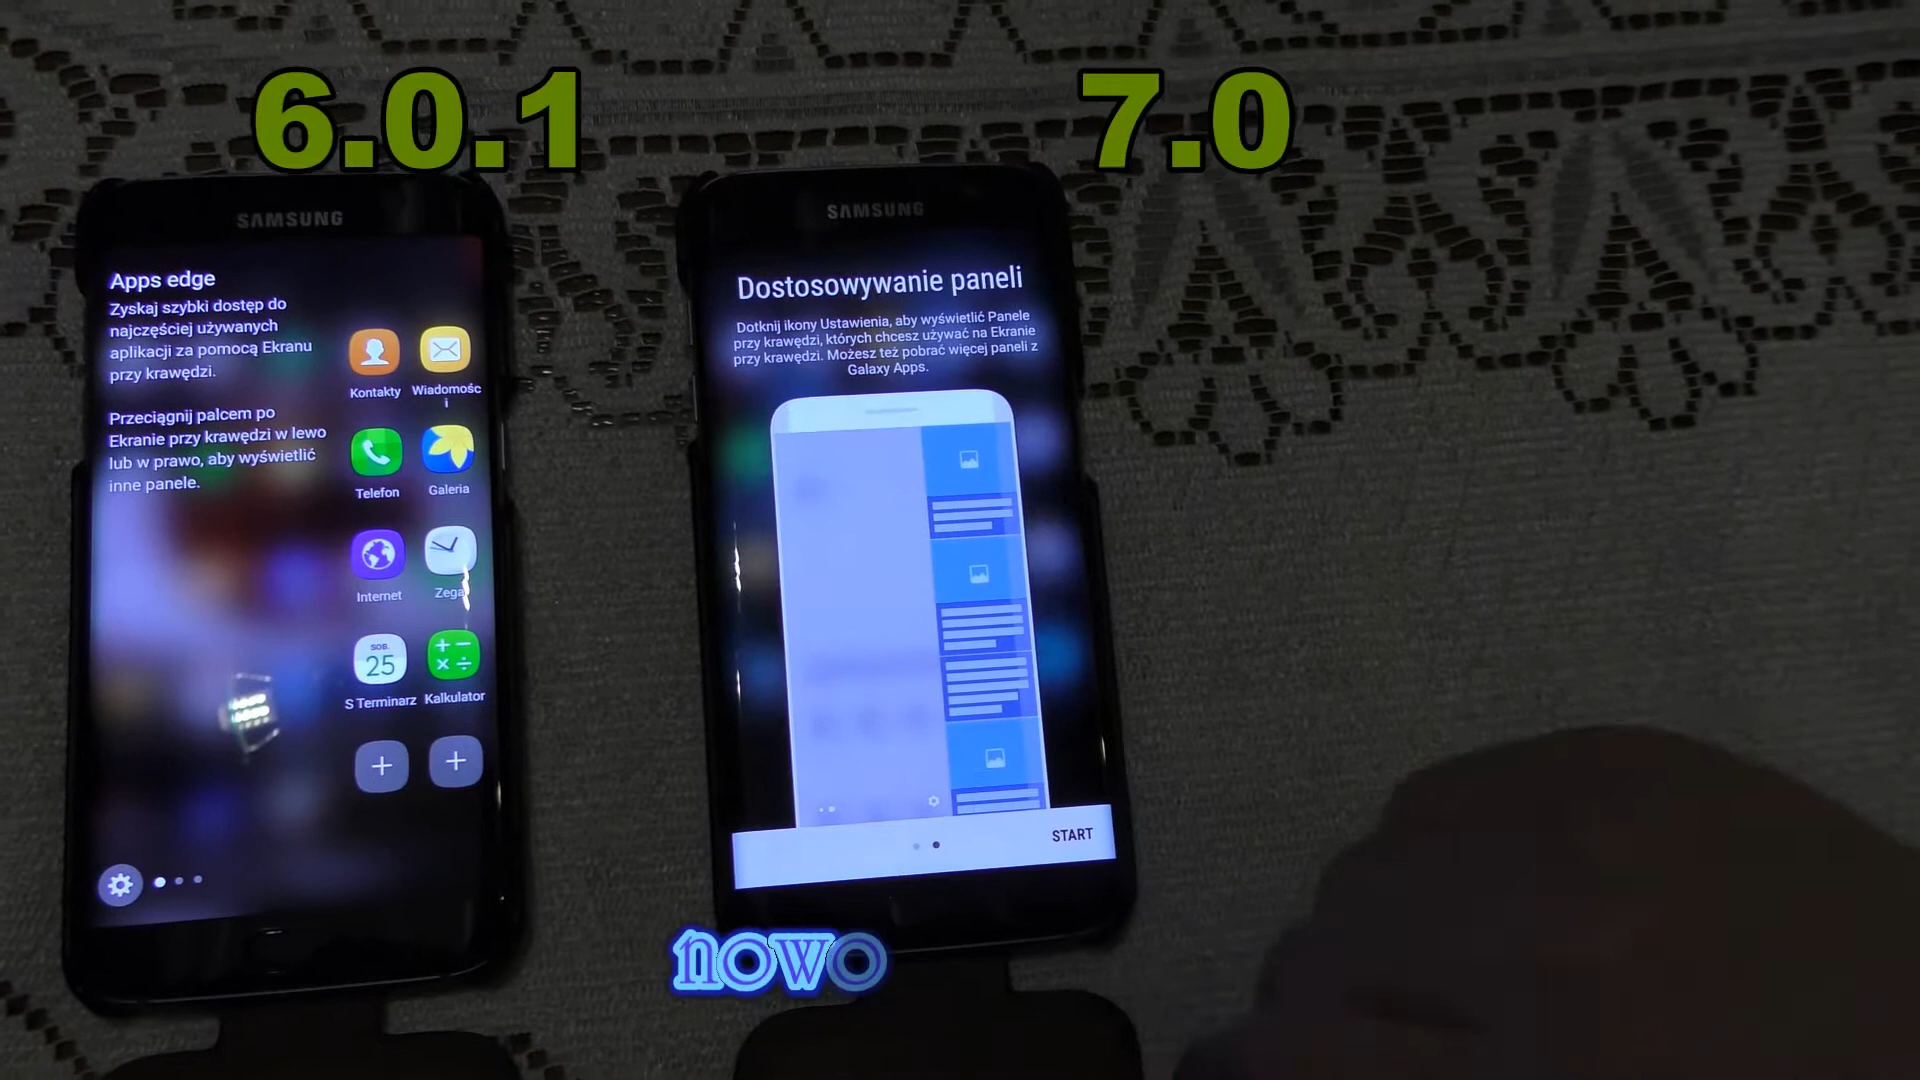 6.0.1
7.0
SAMSUNG
Apps edge
Zyskaj szybki dostęp do
najczęściej używanych
aplikacji za pomocą Ekranu
przy krawędzi.
Przeciągnij palcem po
Ekranie przy krawędzi w lewo
lub w prawo, aby wyświetlić
inne panele.
Kontakty
Wiadomośc
i
Telefon
Galeria
Internet
SOB.
25
S Terminarz
Kalkulator
SAMSUNG
Dostosowywanie paneli
Dotknij ikony Ustawienia, aby wyświetlić Panele
przy krawędzi, których chcesz używać na Ekranie
przy krawędzi. Możesz też pobrać więcej paneli z
Galaxy Apps.
START
nowo